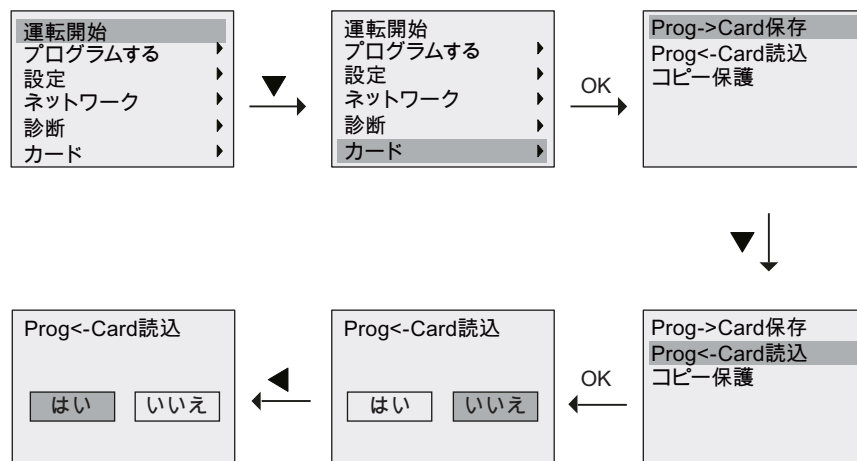 運転開始
プログラムする
設定
ネットワーク
診断
カード
運転開始
プログラムする
設定
ネットワーク
診断
カード
OK
Prog->Card保存
Prog<-Card読込
コピー保護
Prog<-Card読込
はい いいえ
Prog<-Card読込
はい いいえ
OK
Prog->Card保存
Prog<-Card読込
コピー保護